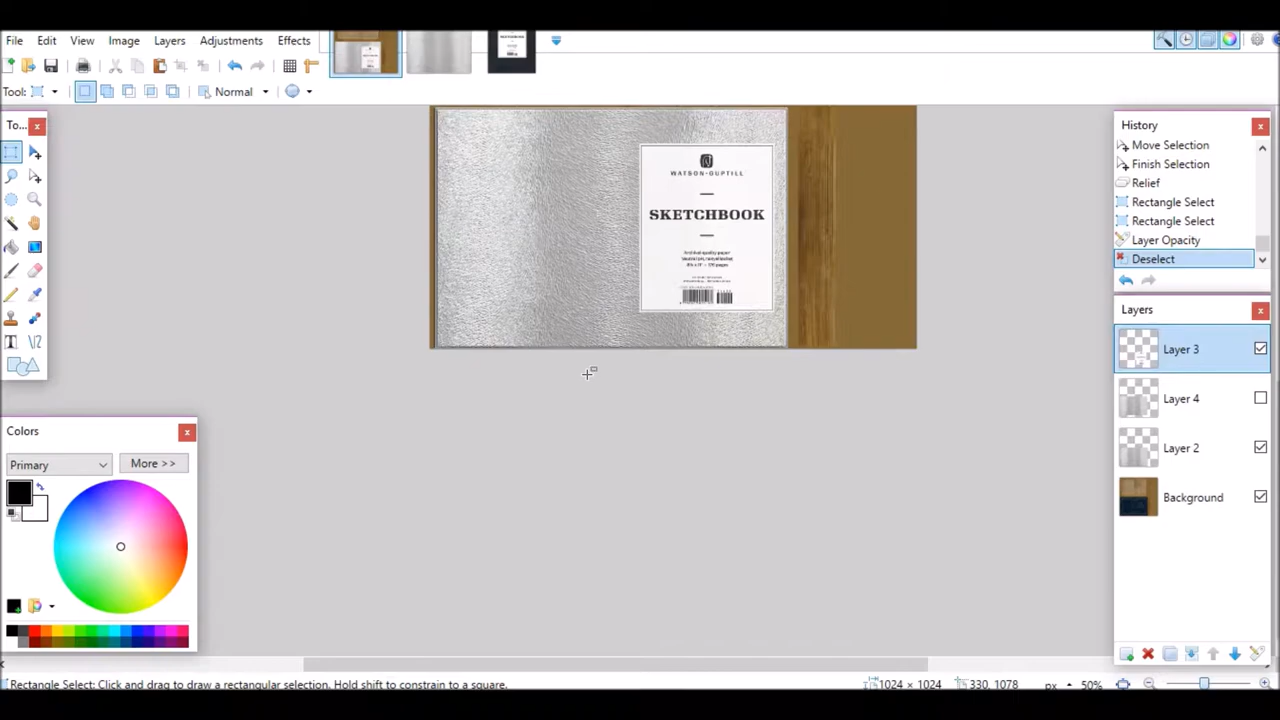 File Edit View Image Layers Adjustments Effects
Tool: Normal
To...
WATSON-GUPTILL
SKETCHBOOK
History
Move Selection
Finish Selection
Relief
Rectangle Select
Rectangle Select
Layer Opacity
Deselect
Layers
Layer 3
Layer 4
Layer 2
Background
Colors
Primary More >>
Rectangle Select: Click and drag to draw a rectangular selection. Hold shift to constrain to a square. 1024 × 1024 330, 1078 px 50%